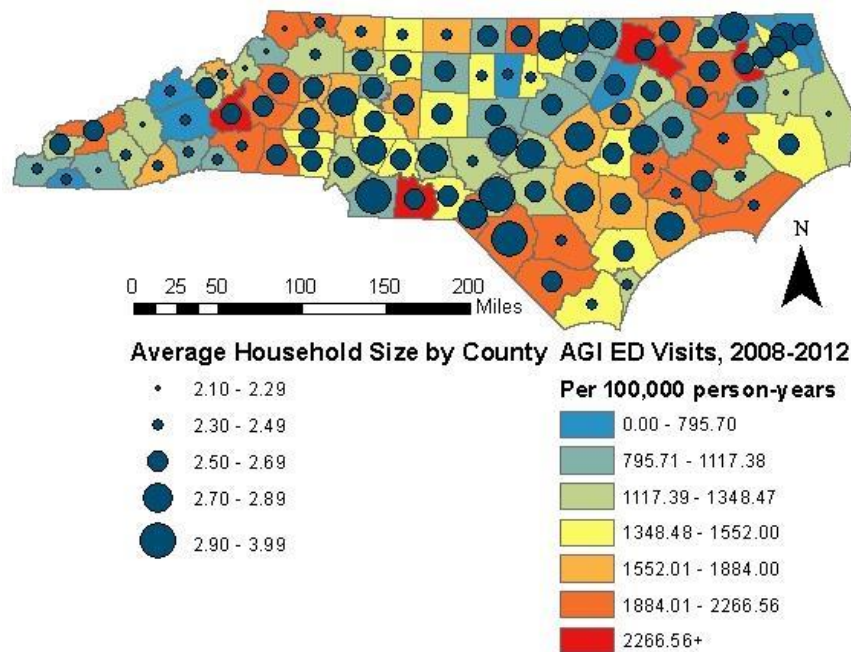 N
0 25 50 100 150 200
Miles
Average Household Size by County
2.10 - 2.29
2.30 - 2.49
2.50 - 2.69
2.70 - 2.89
2.90 - 3.99
AGI ED Visits, 2008-2012
Per 100,000 person-years
0.00 - 795.70
795.71 - 1117.38
1117.39 - 1348.47
1348.48 - 1552.00
1552.01 - 1884.00
1884.01 - 2266.56
2266.56+